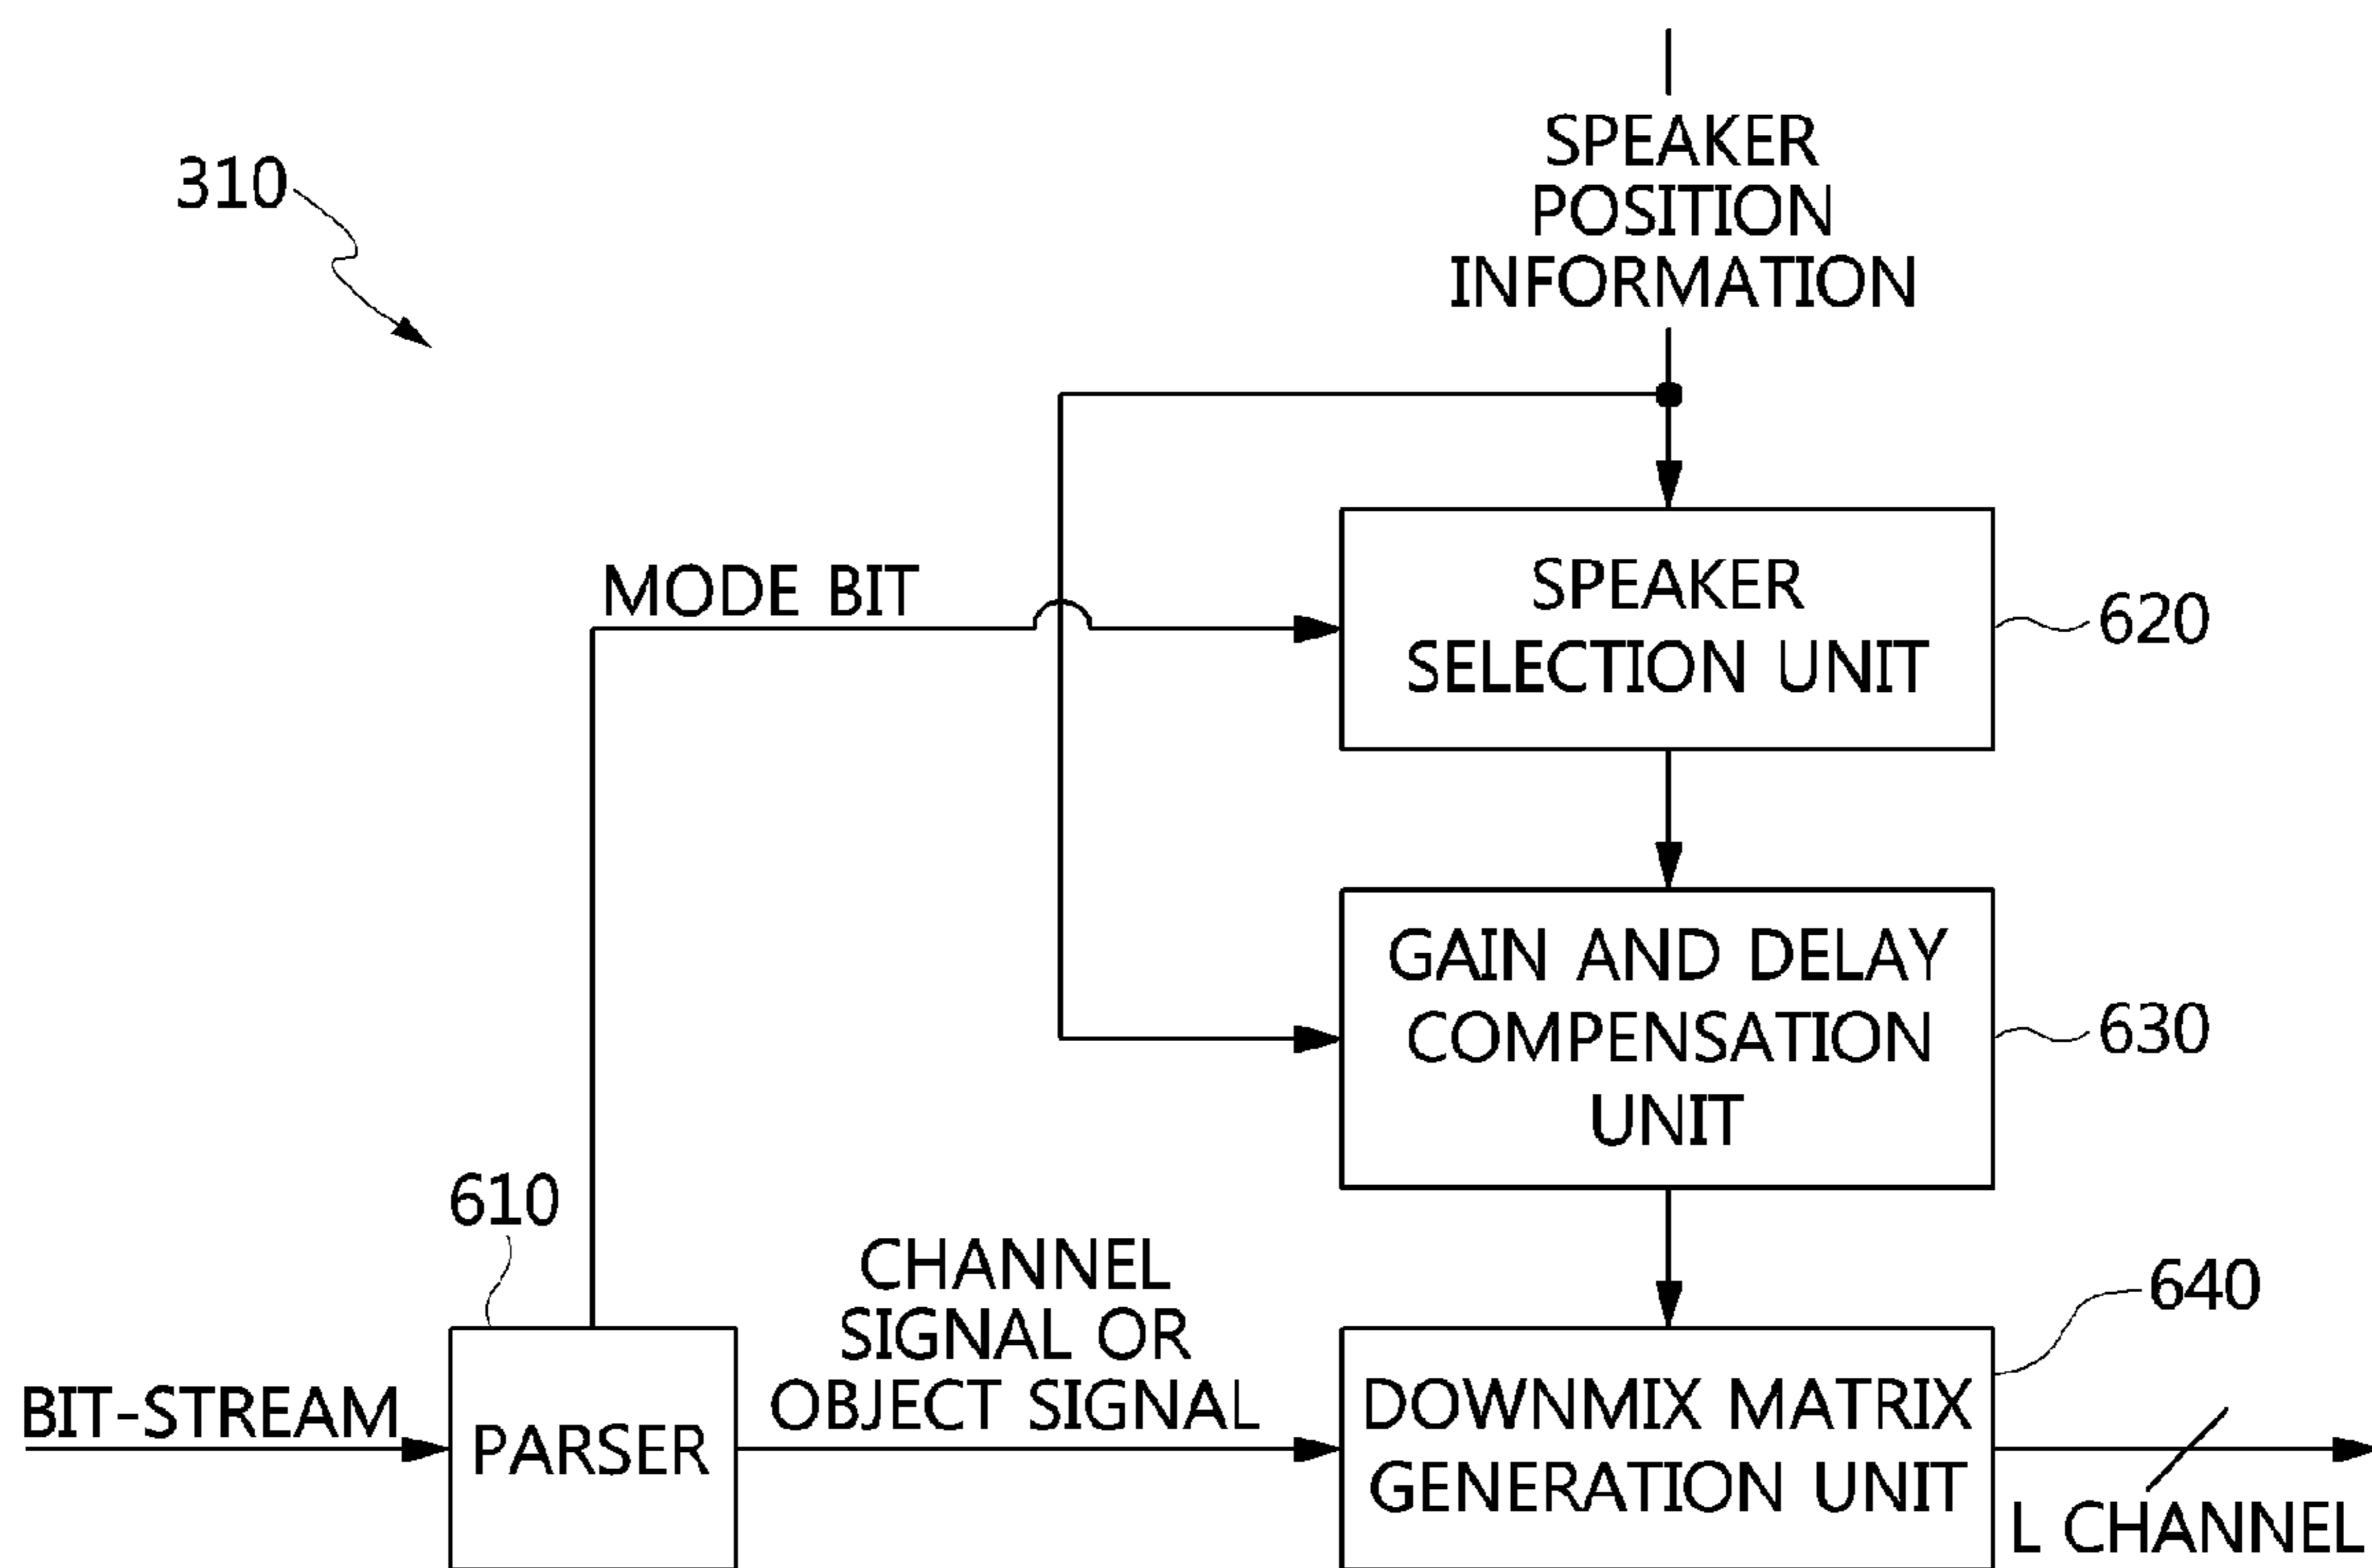 310
SPEAKER
POSITION
INFORMATION
MODE BIT
SPEAKER
SELECTION UNIT
620
GAIN AND DELAY
COMPENSATION
UNIT
630
610
CHANNEL
SIGNAL OR
OBJECT SIGNAL
640
BIT-STREAM
PARSER
DOWNMIX MATRIX
GENERATION UNIT
L CHANNEL